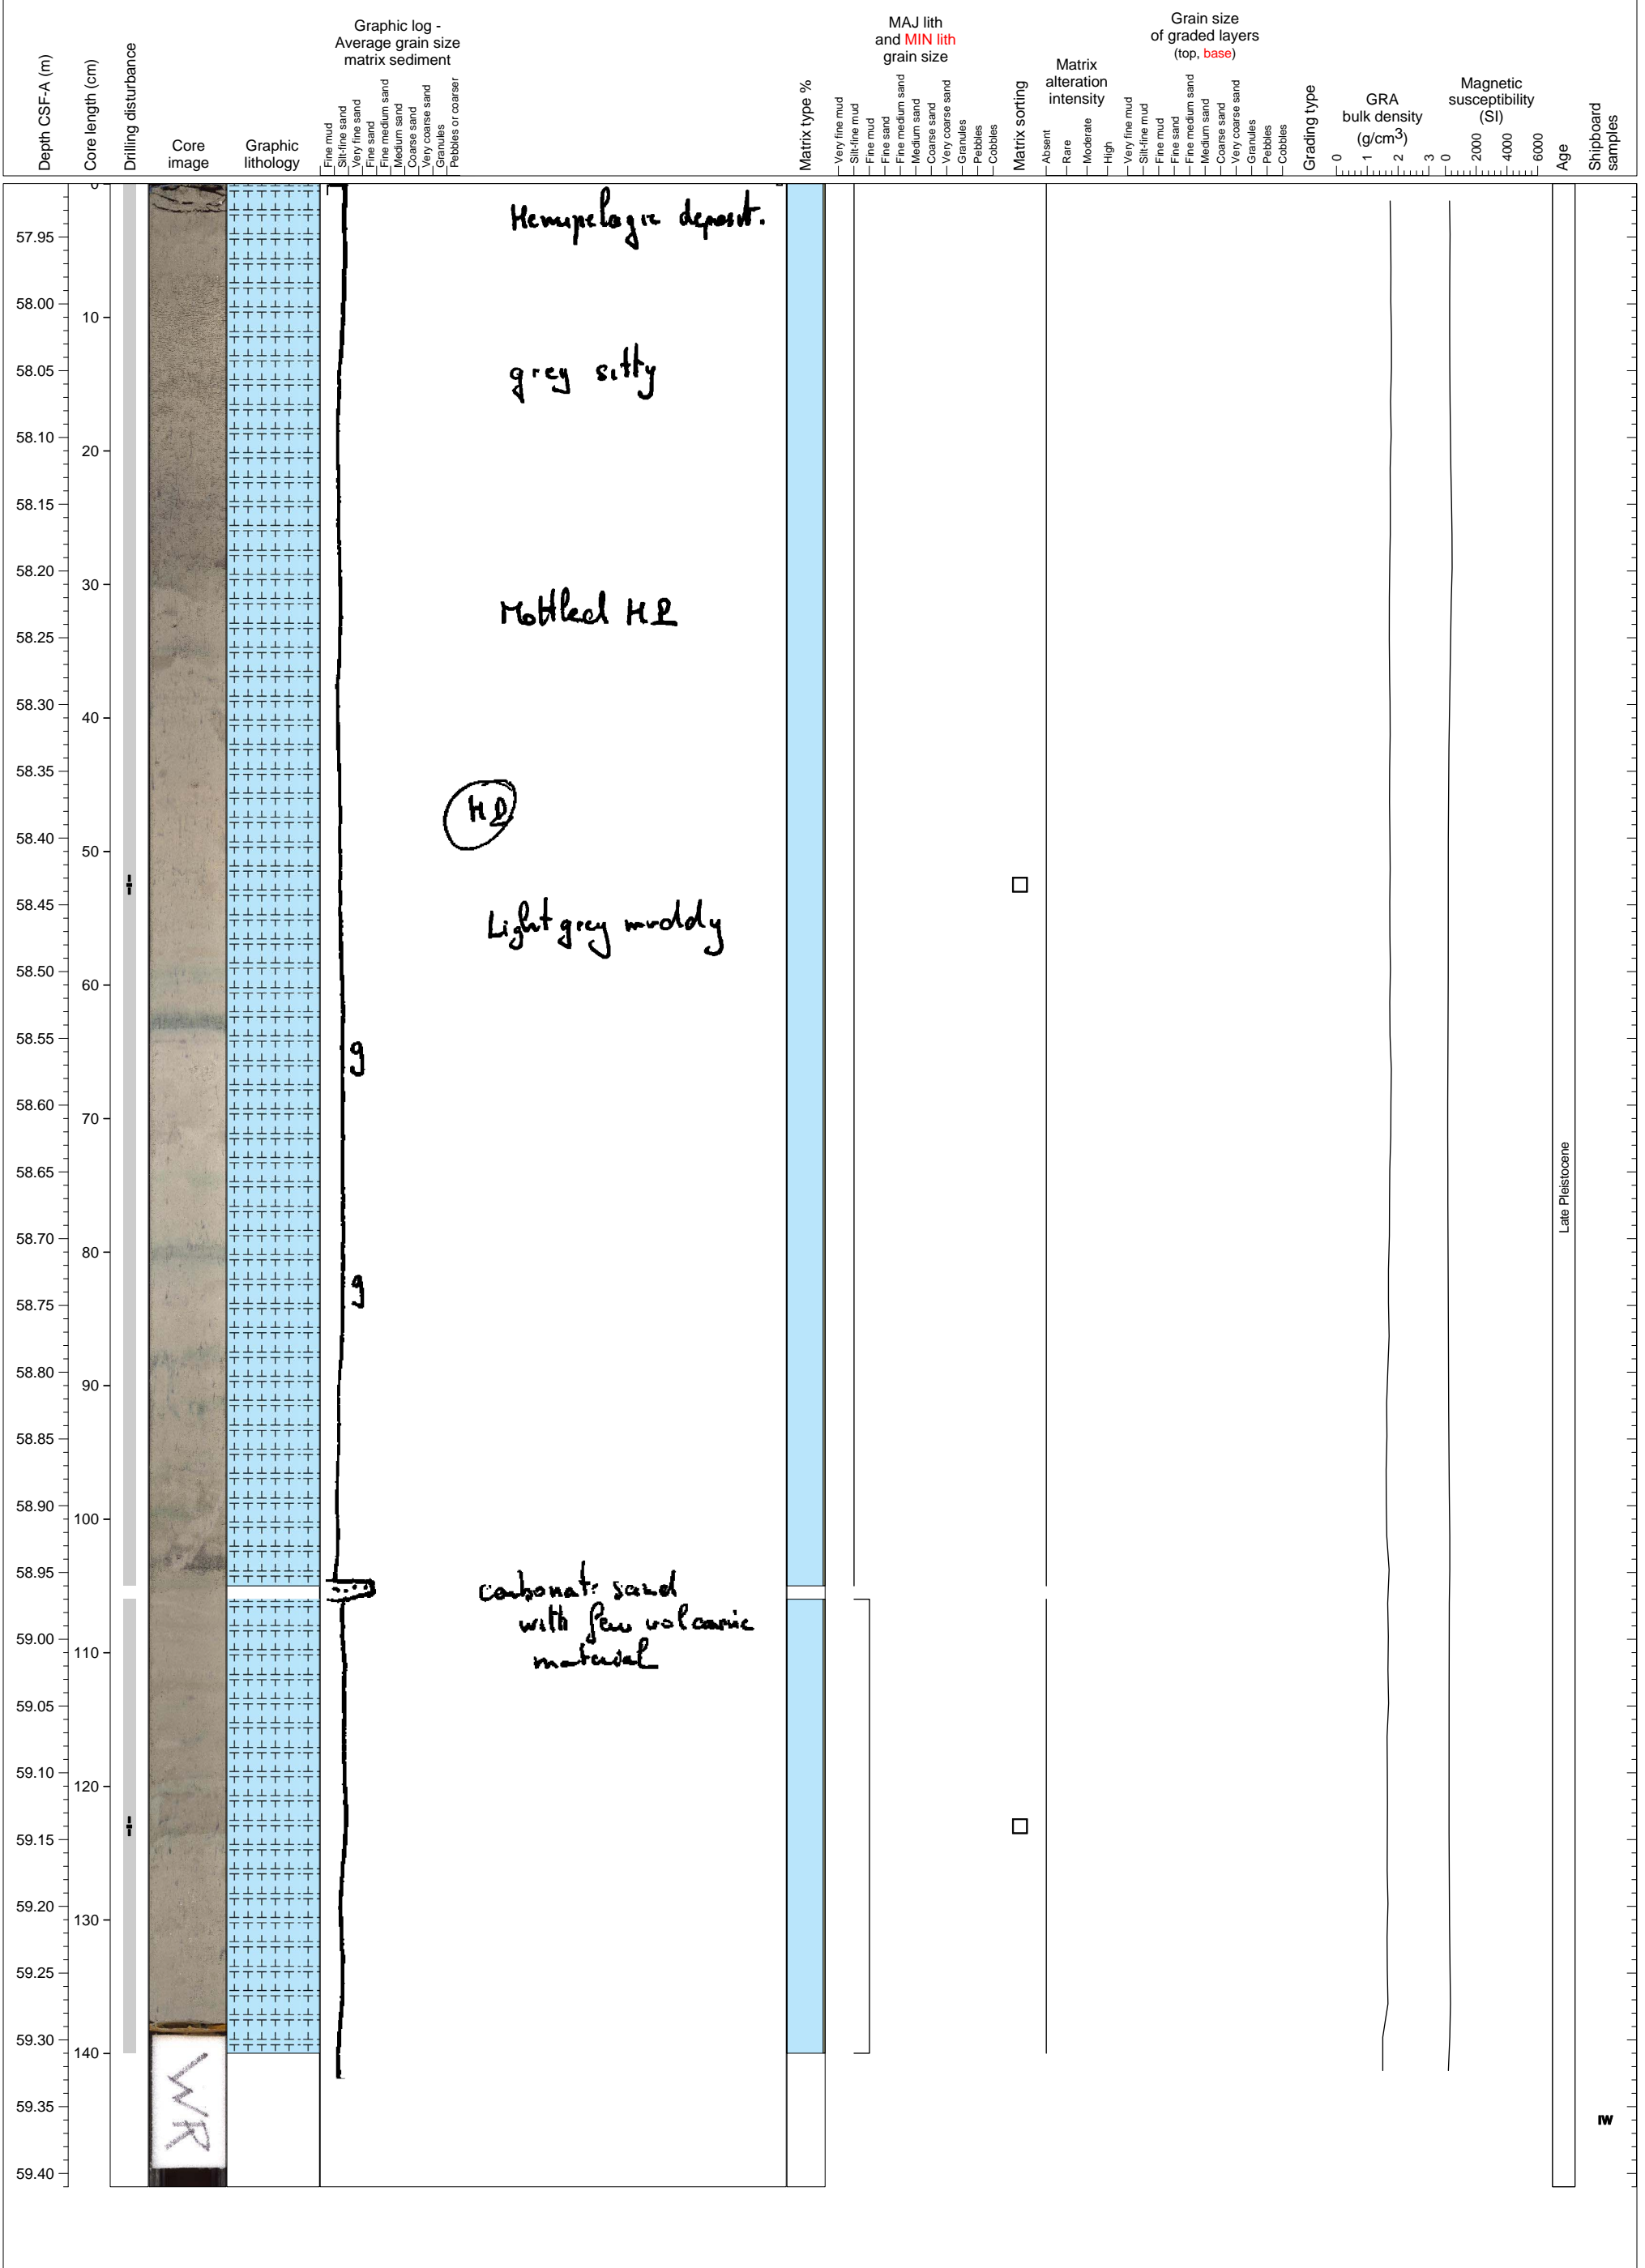 Depth CSF-A (m)
Core length (cm)
Drilling disturbance
Core
image
Graphic
lithology
Graphic log -
Average grain size
matrix sediment
Fine mud
Silt-fine sand
Very fine sand
Fine sand
Fine medium sand
Medium sand
Coarse sand
Very coarse sand
Granules
Pebbles or coarser
Matrix type %
MAJ lith
and MIN lith
grain size
Very fine mud
Silt-fine mud
Fine mud
Fine sand
Fine medium sand
Medium sand
Coarse sand
Very coarse sand
Granules
Pebbles
Cobbles
Matrix sorting
Matrix
alteration
intensity
Absent
Rare
Moderate
High
Grain size
of graded layers
(top, base)
Very fine mud
Silt-fine mud
Fine mud
Fine sand
Fine medium sand
Medium sand
Coarse sand
Very coarse sand
Granules
Pebbles
Cobbles
Grading type
GRA
bulk density
(g/cm3)
0 1 2 3
Magnetic
susceptibility
(SI)
0 2000 4000 6000
Age
Shipboard
samples
0
57.95
58.00
10
58.05
58.10
20
58.15
58.20
30
58.25
58.30
40
58.35
58.40
50
58.45
58.50
60
58.55
58.60
70
58.65
58.70
80
58.75
58.80
90
58.85
58.90
100
58.95
59.00
110
59.05
59.10
120
59.15
59.20
130
59.25
59.30
140
59.35
59.40
Hemipelagic deposit.
grey silty
Mottled HP
HP
Light grey muddy
g
g
carbonate sand
with few volcanic
material
Late Pleistocene
WR
IW